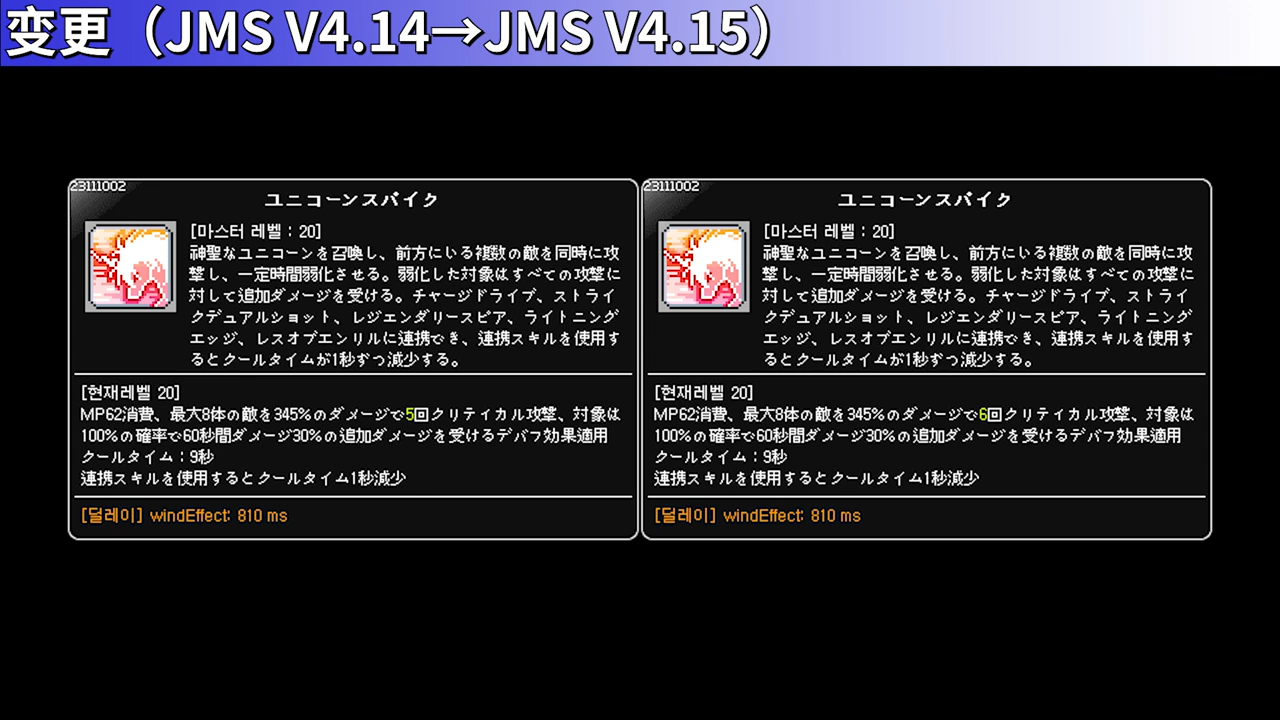 变更（JMS V4.14→JMS V4.15）
23111002
ユニコーンスパイク
[마스터 레벨 : 20]
神聖なユニコーンを召喚し、前方にいる複数の敵を同時に攻
撃し、一定時間弱化させる。弱化した対象はすべての攻撃に
対して追加ダメージを受ける。チャージドライブ、ストライ
クデュアルショット、レジェンダリースピア、ライトニング
エッジ、レスオブエンリルに連携でき、連携スキルを使用す
るとクールタイムが1秒ずつ減少する。
[현재레벨 20]
MP62消費、最大8体の敵を345%のダメージで5回クリティカル攻撃、対象は
100%の確率で60秒間ダメージ30%の追加ダメージを受けるデバフ効果適用
クールタイム：9秒
連携スキルを使用するとクールタイム1秒減少
[딜레이] windEffect: 810 ms
23111002
ユニコーンスパイク
[마스터 레벨 : 20]
神聖なユニコーンを召喚し、前方にいる複数の敵を同時に攻
撃し、一定時間弱化させる。弱化した対象はすべての攻撃に
対して追加ダメージを受ける。チャージドライブ、ストライ
クデュアルショット、レジェンダリースピア、ライトニング
エッジ、レスオブエンリルに連携でき、連携スキルを使用す
るとクールタイムが1秒ずつ減少する。
[현재레벨 20]
MP62消費、最大8体の敵を345%のダメージで6回クリティカル攻撃、対象は
100%の確率で60秒間ダメージ30%の追加ダメージを受けるデバフ効果適用
クールタイム：9秒
連携スキルを使用するとクールタイム1秒減少
[딜레이] windEffect: 810 ms